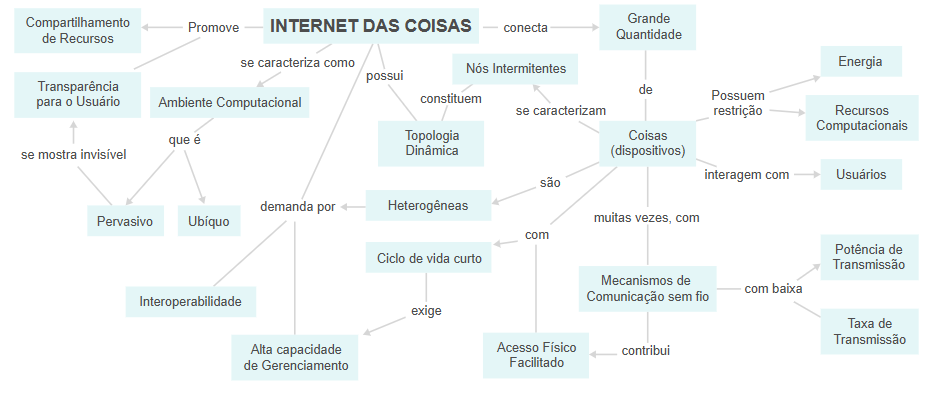 Compartilhamento
de Recursos
Promove
INTERNET DAS COISAS
conecta
Grande
Quantidade
se caracteriza como
possui
Nós Intermitentes
Energia
Transparência
para o Usuário
Ambiente Computacional
constituem
se caracterizam
de
Possuem
restrição
Recursos
Computacionais
que é
Topologia
Dinâmica
Coisas
(dispositivos)
se mostra invisível
são
interagem com
Usuários
Pervasivo
Ubíquo
demanda por
Heterogêneas
muitas vezes, com
com
Ciclo de vida curto
Potência de
Transmissão
Interoperabilidade
Mecanismos de
Comunicação sem fio
com baixa
exige
Taxa de
Transmissão
Alta capacidade
de Gerenciamento
Acesso Físico
Facilitado
contribui